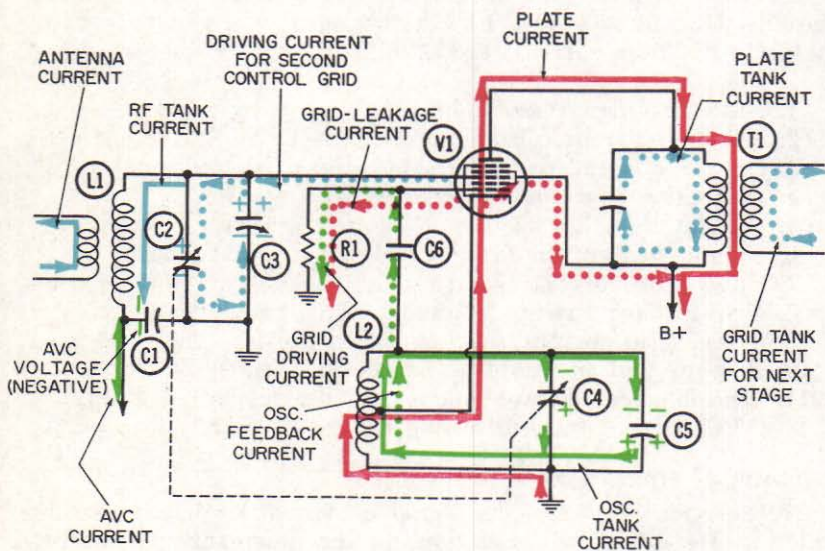 PLATE
CURRENT
ANTENNA
CURRENT
DRIVING CURRENT
FOR SECOND
CONTROL GRID
PLATE
TANK
CURRENT
RF TANK
CURRENT
GRID-LEAKAGE
CURRENT
V1
T1
L1
C2
C3
R1
C6
L2
C1
GRID
DRIVING
CURRENT
B+
AVC
VOLTAGE
(NEGATIVE)
GRID TANK
CURRENT
FOR NEXT
STAGE
OSC.
FEEDBACK
CURRENT
C4
C5
AVC
CURRENT
OSC.
TANK
CURRENT